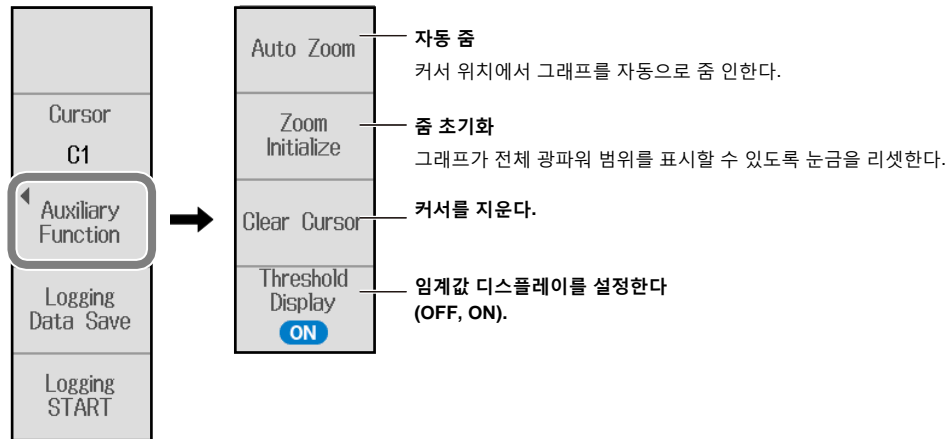 Cursor
C1
Auxiliary
Function
Logging
Data Save
Logging
START
Auto Zoom
Zoom
Initialize
Clear Cursor
Threshold
Display
ON
자동 줌
커서 위치에서 그래프를 자동으로 줌 인한다.
줌 초기화
그래프가 전체 광파워 범위를 표시할 수 있도록 눈금을 리셋한다.
커서를 지운다.
임계값 디스플레이를 설정한다
(OFF, ON).